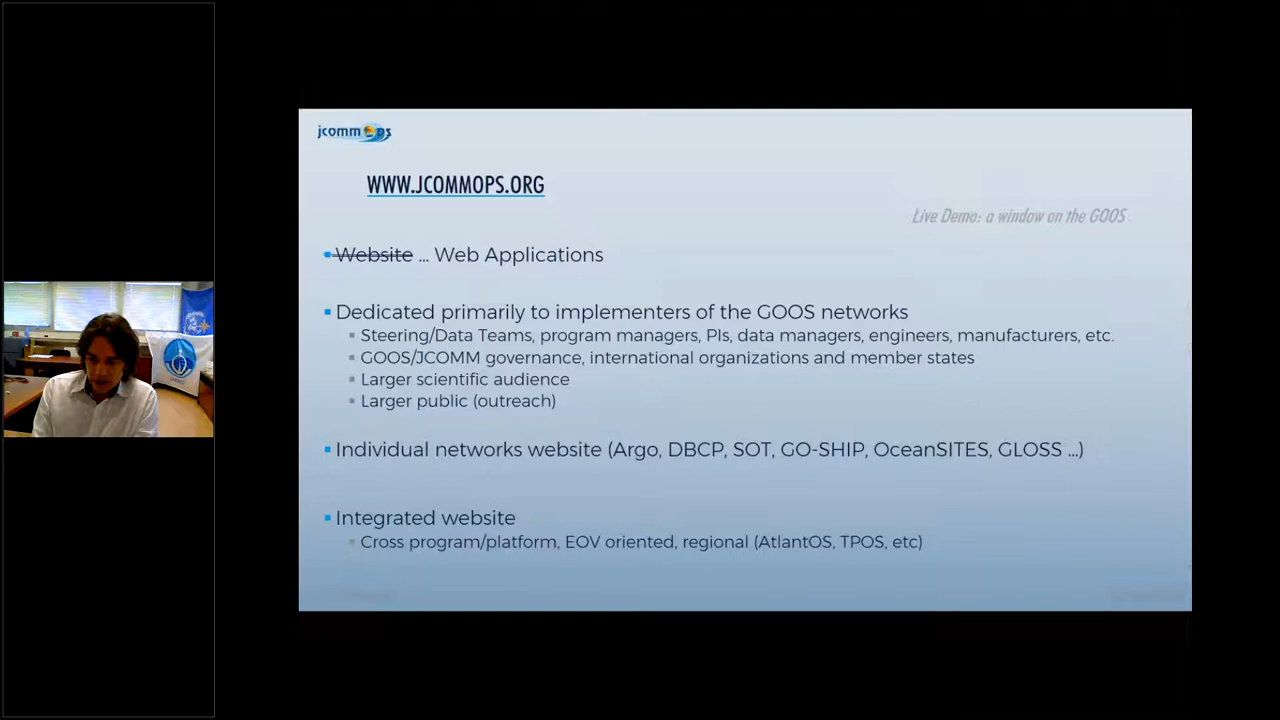 jcommops
WWW.JCOMMOPS.ORG
Live Demo: a window on the GOOS
Website ... Web Applications
Dedicated primarily to implementers of the GOOS networks
Steering/Data Teams, program managers, PIs, data managers, engineers, manufacturers, etc.
GOOS/JCOMM governance, international organizations and member states
Larger scientific audience
Larger public (outreach)
Individual networks website (Argo, DBCP, SOT, GO-SHIP, OceanSITES, GLOSS ...)
Integrated website
Cross program/platform, EOV oriented, regional (AtlantOS, TPOS, etc)